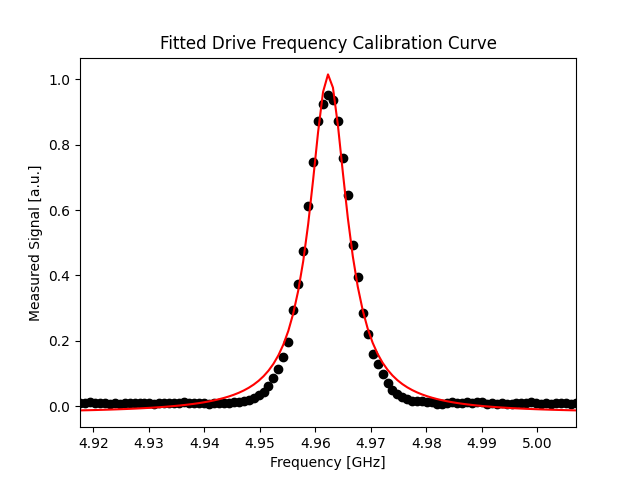 Fitted Drive Frequency Calibration Curve
Measured Signal [a.u.]
1.0
0.8
0.6
0.4
0.2
0.0
4.92 4.93 4.94 4.95 4.96 4.97 4.98 4.99 5.00
Frequency [GHz]